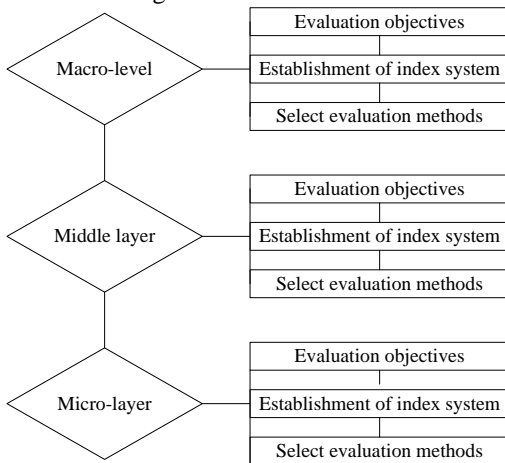 Evaluation objectives
Macro-level
Establishment of index system
Select evaluation methods
Evaluation objectives
Middle layer
Establishment of index system
Select evaluation methods
Evaluation objectives
Micro-layer
Establishment of index system
Select evaluation methods